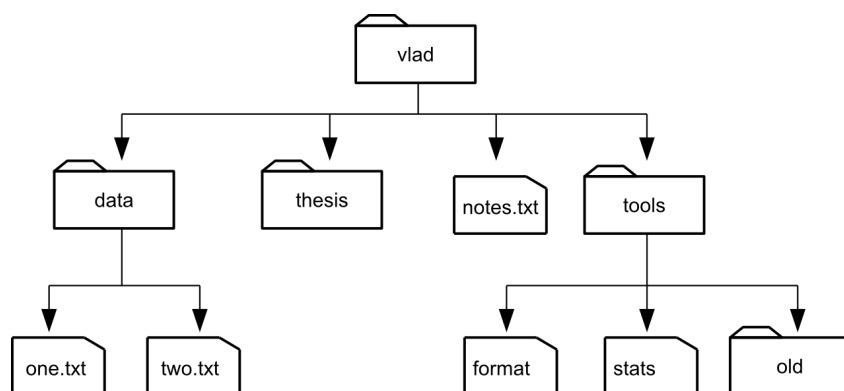 vlad
data
thesis
notes.txt
tools
one.txt
two.txt
format
stats
old